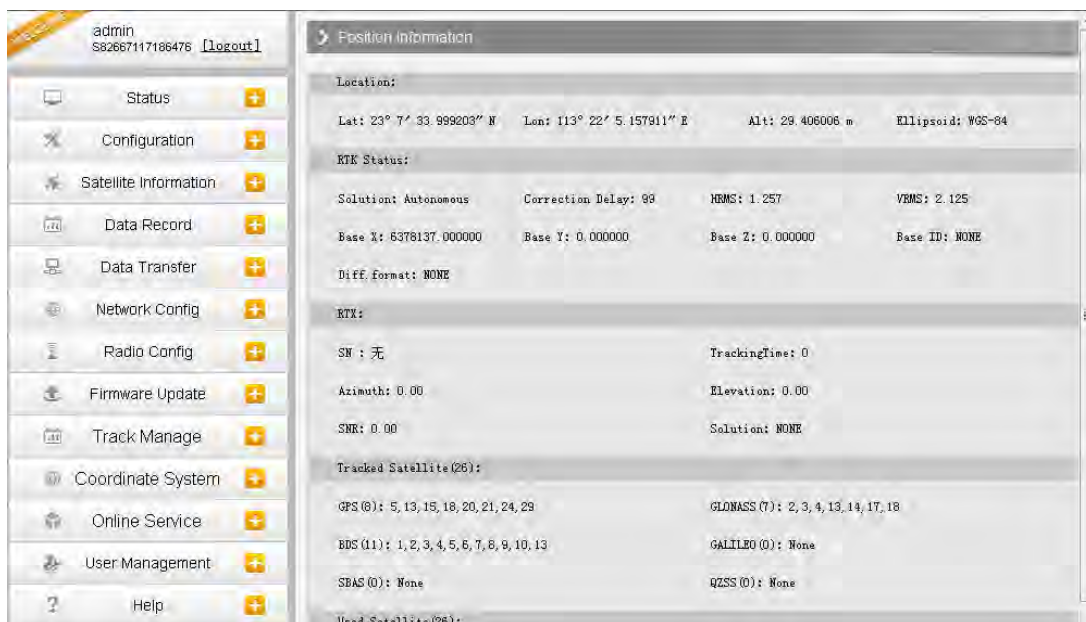 admin
S82667117186476 [logout]
Status
Configuration
Satellite Information
Data Record
Data Transfer
Network Config
Radio Config
Firmware Update
Track Manage
Coordinate System
Online Service
User Management
Help
Position Information
Location:
Lat: 23° 7′ 33.999203″ N Lon: 113° 22′ 5.157911″ E Alt: 29.406006 m Ellipsoid: WGS-84
RTK Status:
Solution: Autonomous Correction Delay: 99 HRMS: 1.257 VRMS: 2.125
Base X: 6378137.000000 Base Y: 0.000000 Base Z: 0.000000 Base ID: NONE
Diff.format: NONE
RTX:
SN : 无 TrackingTime: 0
Azimuth: 0.00 Elevation: 0.00
SNR: 0.00 Solution: NONE
Tracked Satellite(26):
GPS(8): 5,13,15,18,20,21,24,29 GLONASS(7): 2,3,4,13,14,17,18
BDS(11): 1,2,3,4,5,6,7,8,9,10,13 GALILEO(0): None
SBAS(0): None QZSS(0): None
Used Satellite(26):